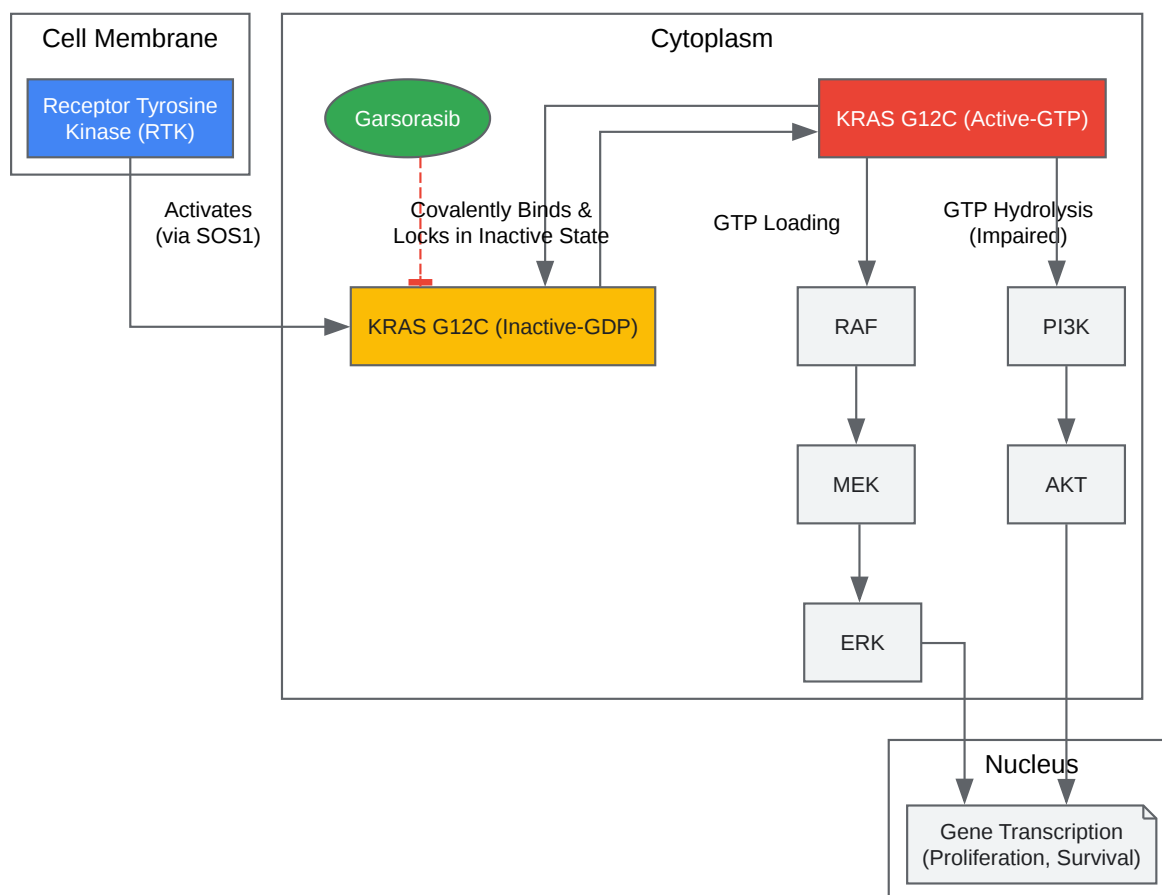 Cell Membrane
Receptor Tyrosine
Kinase (RTK)
Activates
(via SOS1)
Cytoplasm
Garsorasib
KRAS G12C (Active-GTP)
Covalently Binds &
Locks in Inactive State
GTP Loading
GTP Hydrolysis
(Impaired)
KRAS G12C (Inactive-GDP)
RAF
PI3K
MEK
AKT
ERK
Nucleus
Gene Transcription
(Proliferation, Survival)